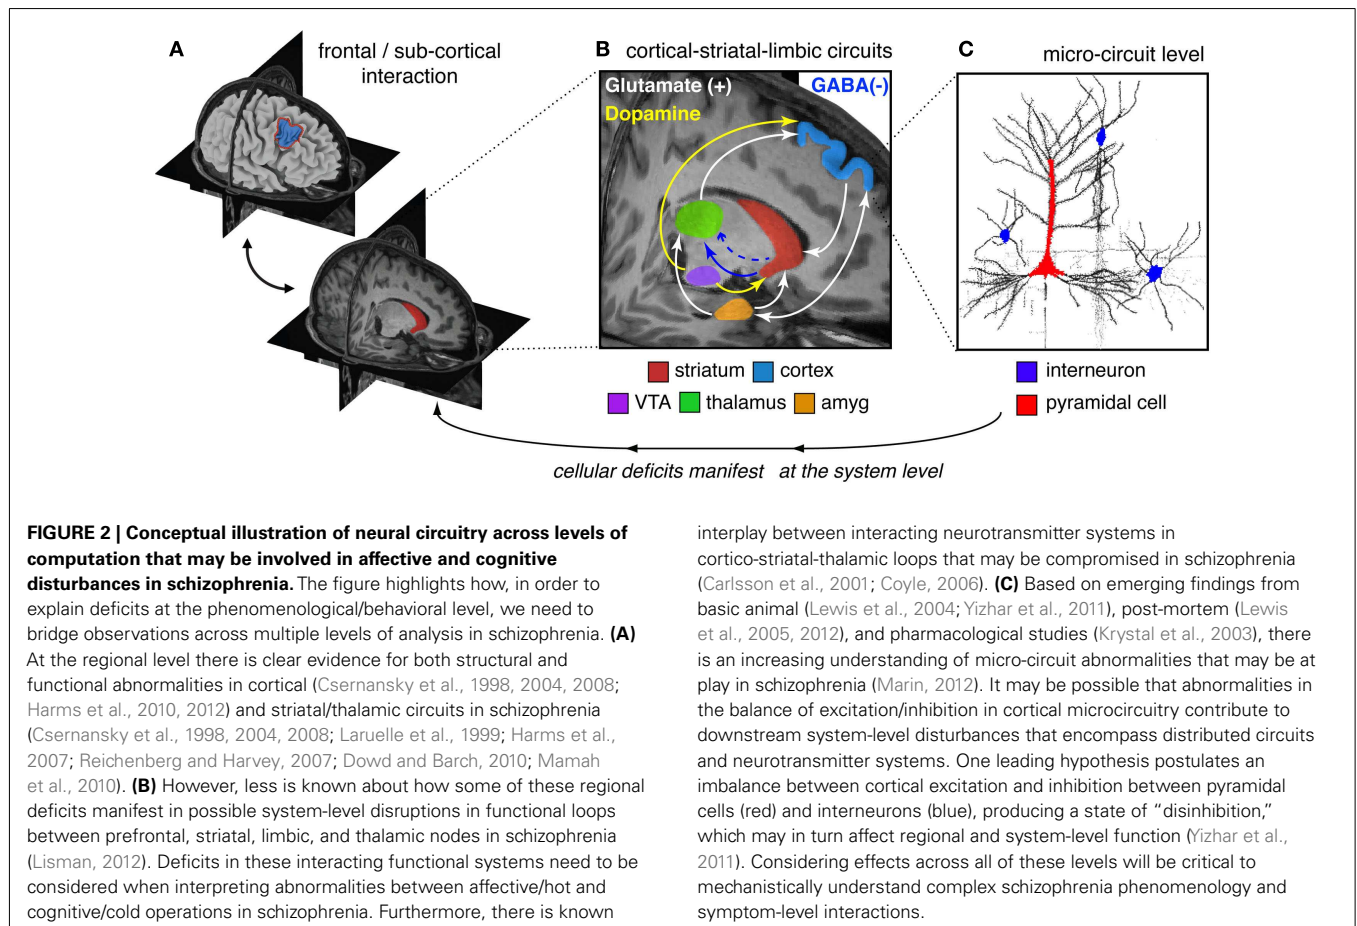 A
frontal / sub-cortical
interaction
B
cortical-striatal-limbic circuits
Glutamate (+)
GABA(-)
Dopamine
C
micro-circuit level
striatum
cortex
VTA
thalamus
amyg
interneuron
pyramidal cell
cellular deficits manifest at the system level
FIGURE 2 | Conceptual illustration of neural circuitry across levels of
computation that may be involved in affective and cognitive
disturbances in schizophrenia. The figure highlights how, in order to
explain deficits at the phenomenological/behavioral level, we need to
bridge observations across multiple levels of analysis in schizophrenia. (A)
At the regional level there is clear evidence for both structural and
functional abnormalities in cortical (Csernansky et al., 1998, 2004, 2008;
Harms et al., 2010, 2012) and striatal/thalamic circuits in schizophrenia
(Csernansky et al., 1998, 2004, 2008; Laruelle et al., 1999; Harms et al.,
2007; Reichenberg and Harvey, 2007; Dowd and Barch, 2010; Mamah
et al., 2010). (B) However, less is known about how some of these regional
deficits manifest in possible system-level disruptions in functional loops
between prefrontal, striatal, limbic, and thalamic nodes in schizophrenia
(Lisman, 2012). Deficits in these interacting functional systems need to be
considered when interpreting abnormalities between affective/hot and
cognitive/cold operations in schizophrenia. Furthermore, there is known
interplay between interacting neurotransmitter systems in
cortico-striatal-thalamic loops that may be compromised in schizophrenia
(Carlsson et al., 2001; Coyle, 2006). (C) Based on emerging findings from
basic animal (Lewis et al., 2004; Yizhar et al., 2011), post-mortem (Lewis
et al., 2005, 2012), and pharmacological studies (Krystal et al., 2003), there
is an increasing understanding of micro-circuit abnormalities that may be at
play in schizophrenia (Marin, 2012). It may be possible that abnormalities in
the balance of excitation/inhibition in cortical microcircuitry contribute to
downstream system-level disturbances that encompass distributed circuits
and neurotransmitter systems. One leading hypothesis postulates an
imbalance between cortical excitation and inhibition between pyramidal
cells (red) and interneurons (blue), producing a state of “disinhibition,”
which may in turn affect regional and system-level function (Yizhar et al.,
2011). Considering effects across all of these levels will be critical to
mechanistically understand complex schizophrenia phenomenology and
symptom-level interactions.